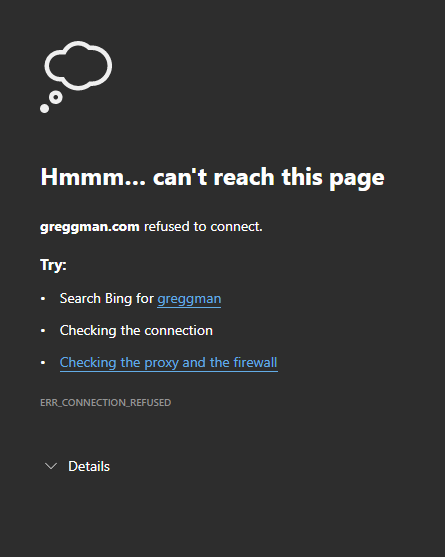 Hmmm... can't reach this page
greggman.com refused to connect.
Try:
• Search Bing for greggman
• Checking the connection
• Checking the proxy and the firewall
ERR_CONNECTION_REFUSED
Details